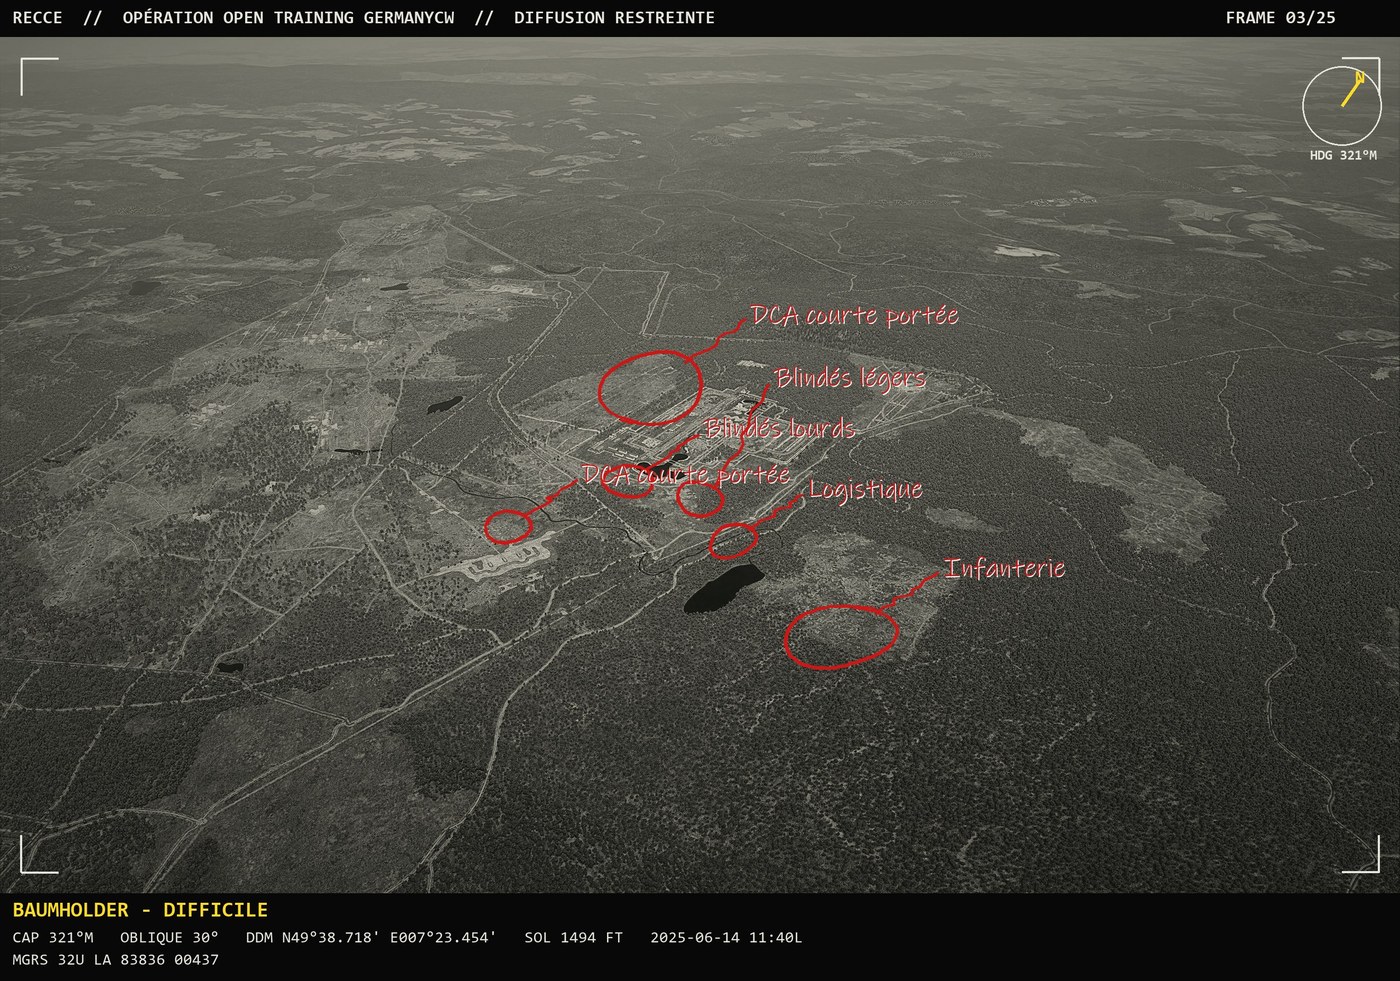 RECCE // OPÉRATION OPEN TRAINING GERMANYCW // DIFFUSION RESTREINTE
FRAME 03/25
N
HDG 321°M
DCA courte portée
Blindés légers
Blindés lourds
DCA courte portée
Logistique
Infanterie
BAUMHOLDER - DIFFICILE
CAP 321°M OBLIQUE 30° DDM N49°38.718' E007°23.454' SOL 1494 FT 2025-06-14 11:40L
MGRS 32U LA 83836 00437